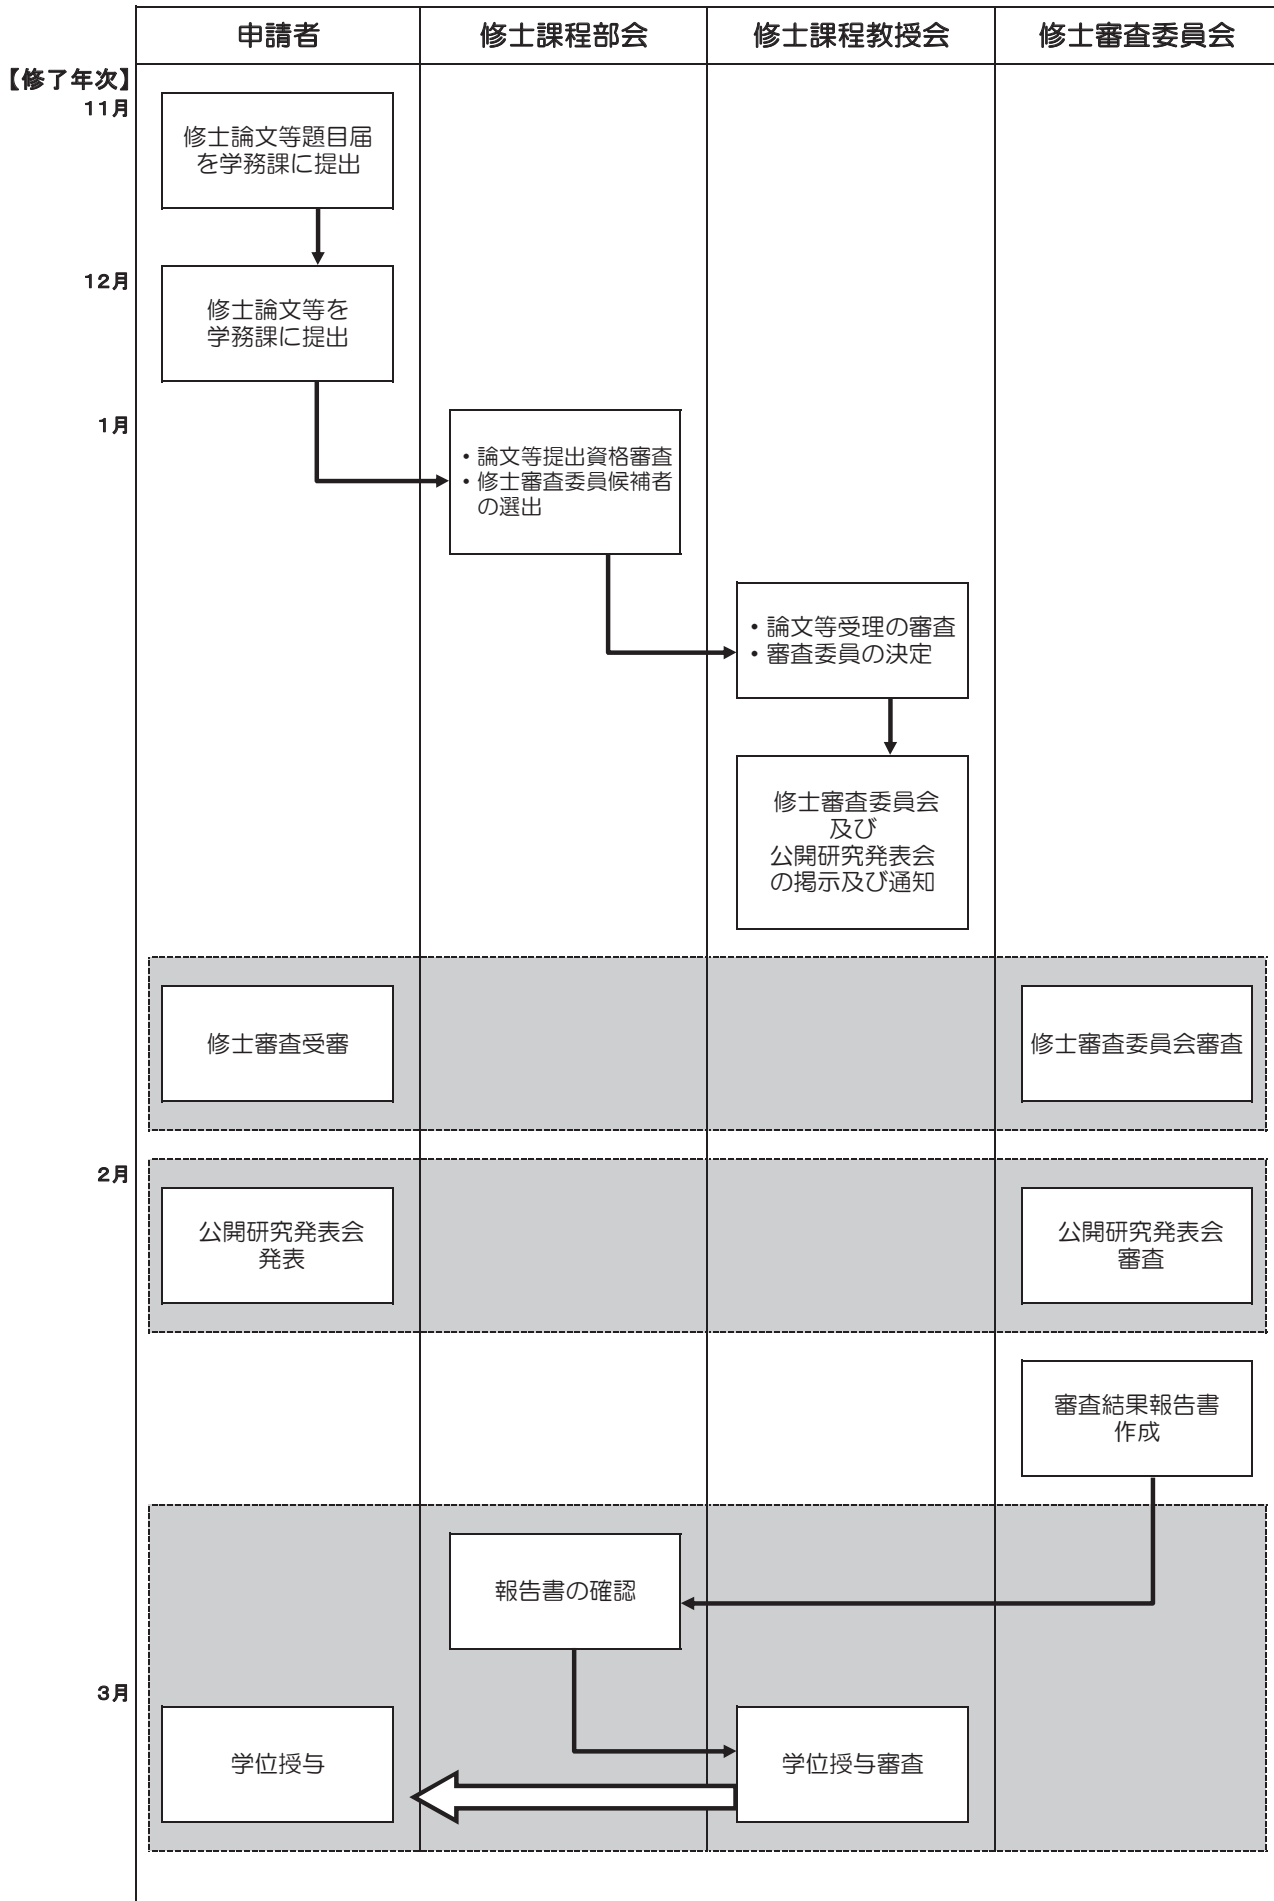 申請者
修士課程部会
修士課程教授会
修士審査委員会
【修了年次】
11月
修士論文等題目届
を学務課に提出
12月
修士論文等を
学務課に提出
1月
・論文等提出資格審査
・修士審査委員候補者
の選出
・論文等受理の審査
・審査委員の決定
修士審査委員会
及び
公開研究発表会
の掲示及び通知
修士審査受審
修士審査委員会審査
2月
公開研究発表会
発表
公開研究発表会
審査
審査結果報告書
作成
報告書の確認
3月
学位授与
学位授与審査